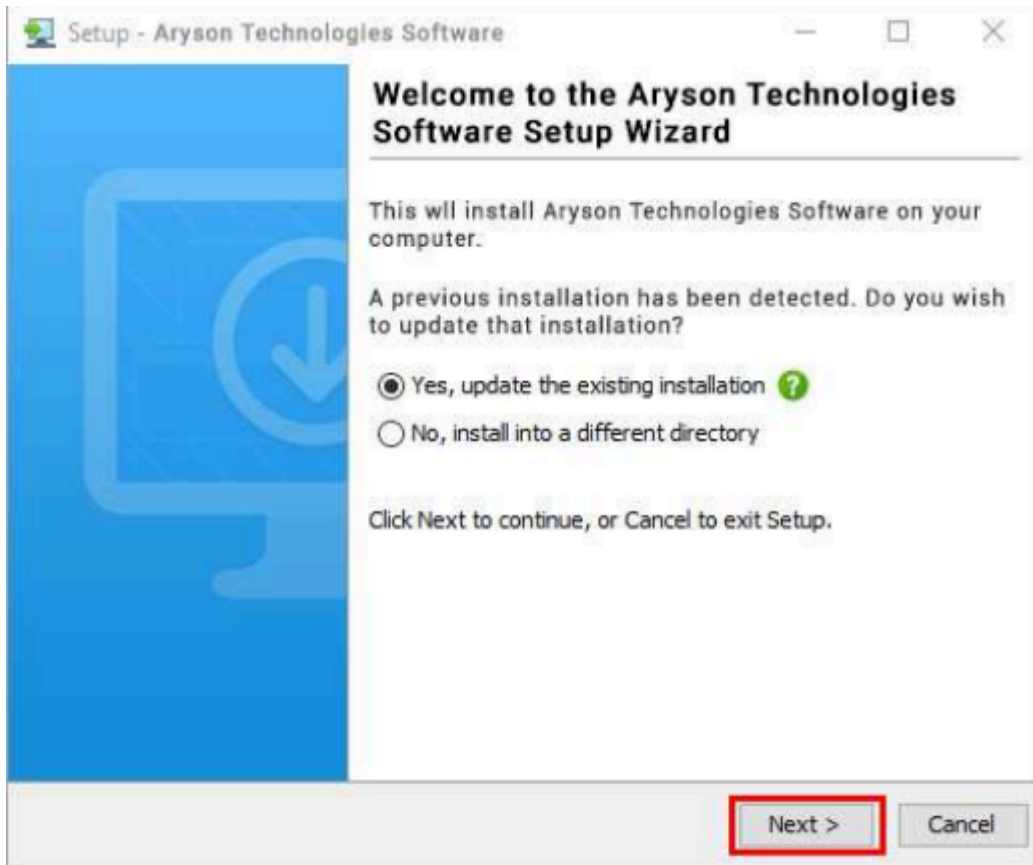 Setup - Aryson Technologies Software
Welcome to the Aryson Technologies
Software Setup Wizard
This wll install Aryson Technologies Software on your
computer.
A previous installation has been detected. Do you wish
to update that installation?
Yes, update the existing installation ?
No, install into a different directory
Click Next to continue, or Cancel to exit Setup.
Next >
Cancel